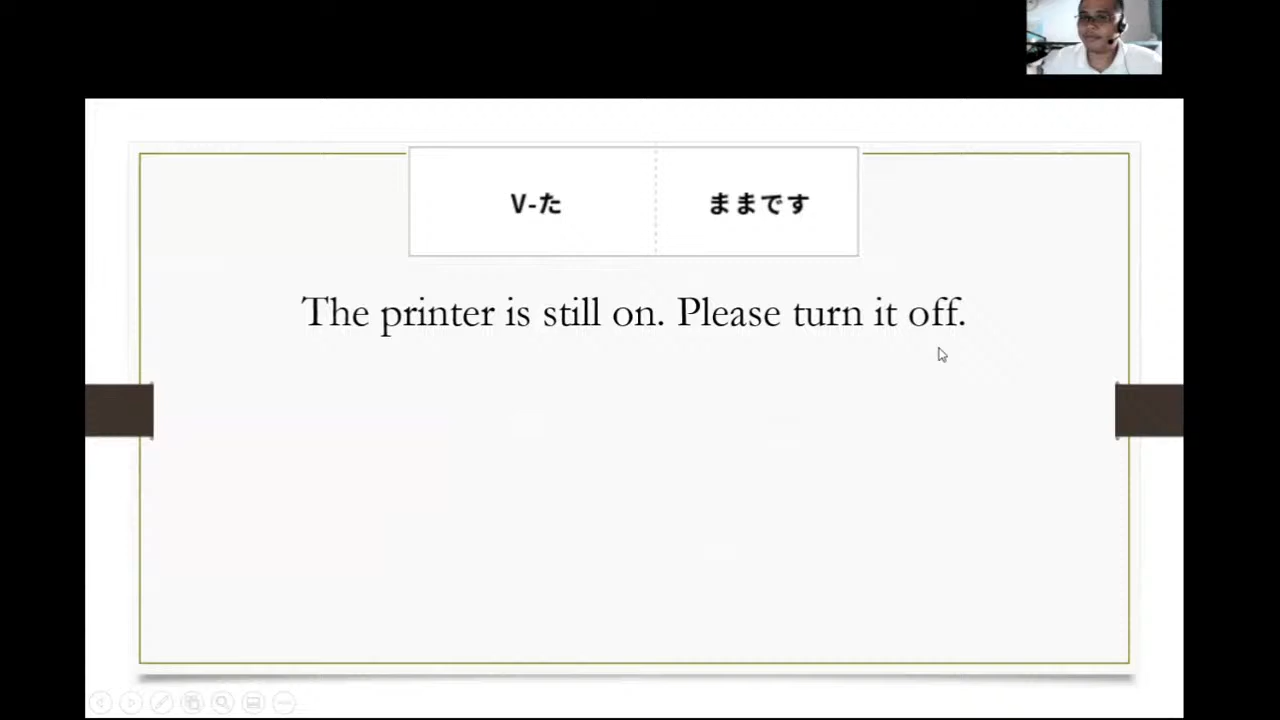 V-た ままです
The printer is still on. Please turn it off.